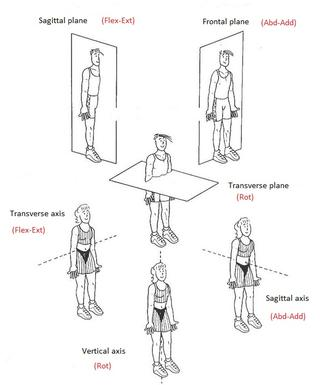 Sagittal plane (Flex-Ext)
Frontal plane (Abd-Add)
Transverse plane
(Rot)
Transverse axis
(Flex-Ext)
Sagittal axis
(Abd-Add)
Vertical axis
(Rot)